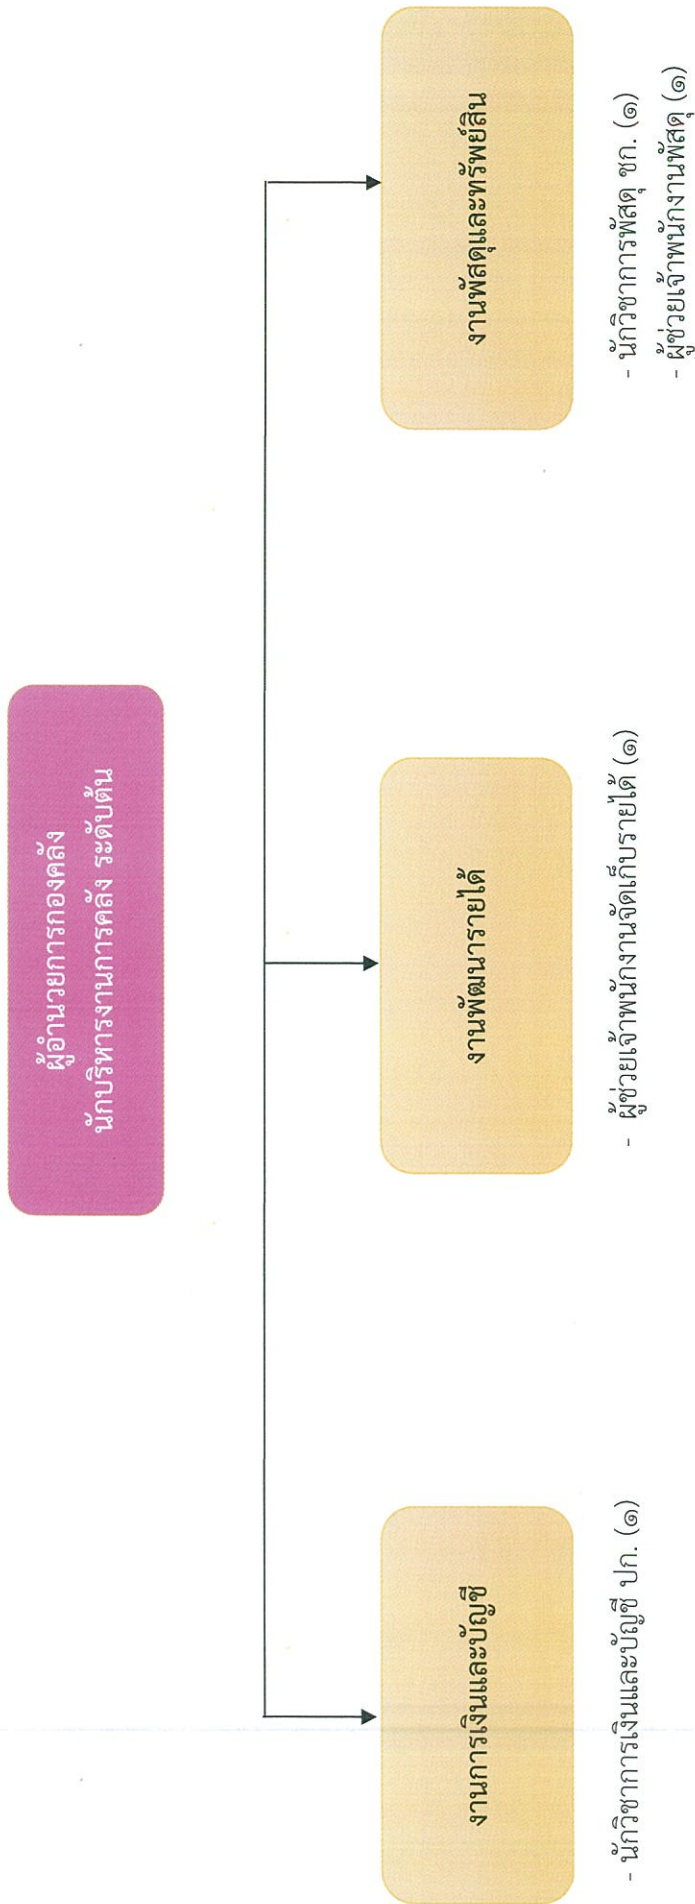 ผู้อำนวยการกองคลัง
นักบริหารงานการคลัง ระดับต้น
งานการเงินและบัญชี
- นักวิชาการเงินและบัญชี ปก. (๑)
งานพัฒนารายได้
- ผู้ช่วยเจ้าพนักงานจัดเก็บรายได้ (๑)
งานพัสดุและทรัพย์สิน
- นักวิชาการพัสดุ ชก. (๑)
- ผู้ช่วยเจ้าพนักงานพัสดุ (๑)